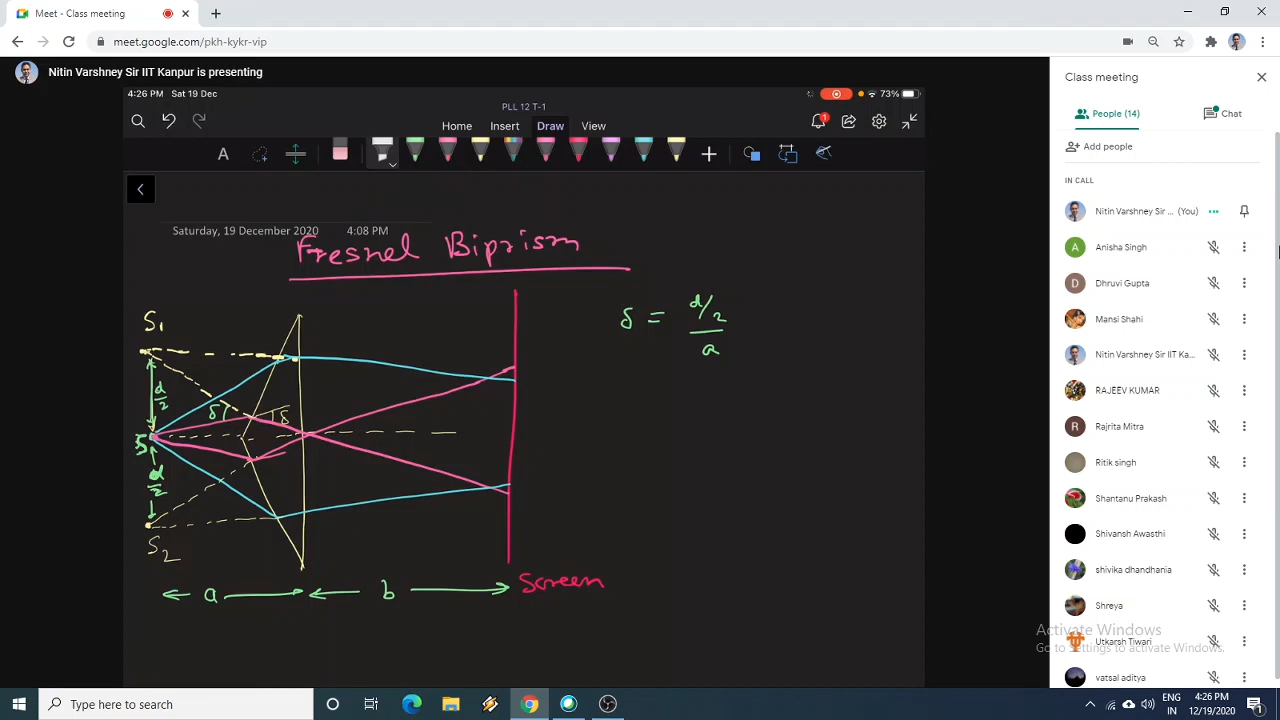 Meet - Class meeting
meet.google.com/pkh-kykr-vip
Nitin Varshney Sir IIT Kanpur is presenting
4:26 PM Sat 19 Dec
73%
PLL 12 T-1
Home Insert Draw View
1
A
Saturday, 19 December 2020 4:08 PM
Fresnel Biprism
S1
δ = d/2
a
d/2
δ
δ
S
d/2
S2
a
b
Screen
Class meeting
People (14)
Chat
Add people
IN CALL
Nitin Varshney Sir ... (You)
A Anisha Singh
D Dhruvi Gupta
Mansi Shahi
Nitin Varshney Sir IIT Ka...
RAJEEV KUMAR
R Rajrita Mitra
Ritik singh
Shantanu Prakash
Shivansh Awasthi
shivika dhandhania
Shreya
Utkarsh Tiwari
vatsal aditya
Activate Windows
Go to Settings to activate Windows.
Type here to search
ENG
IN
4:26 PM
12/19/2020
1